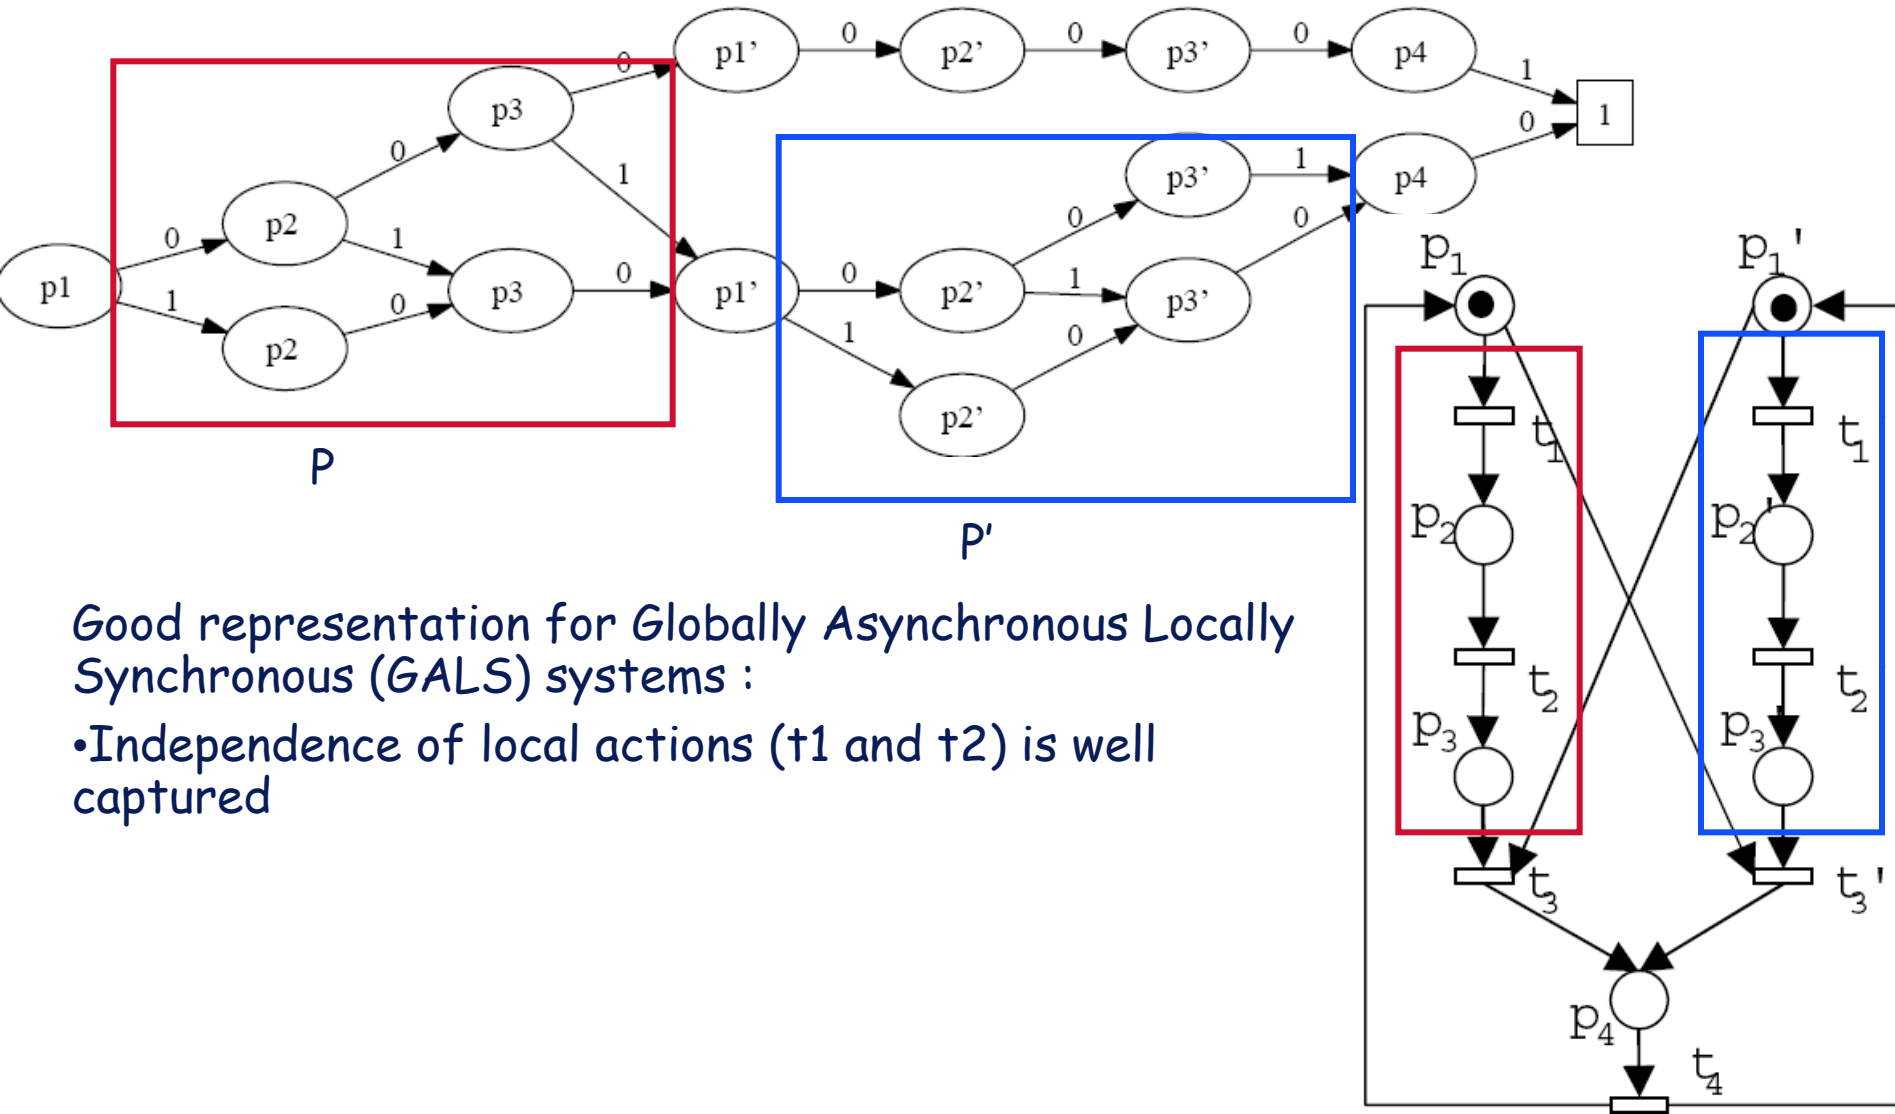 p1’ 0 p2’ 0 p3’ 0 p4 1
1
0
p3 0
1
0
p3’ 1 p4
0
0
p2 1
0
p1 1
p3 0 p1’ 0 p2’ 1 p3’
0
p2
1
0
p2’
P
P'
Good representation for Globally Asynchronous Locally
Synchronous (GALS) systems :
•Independence of local actions (t1 and t2) is well
captured
p1
p1'
t1
t1
p2
p2'
t2
t2
p3
p3'
t3
t3'
p4
t4